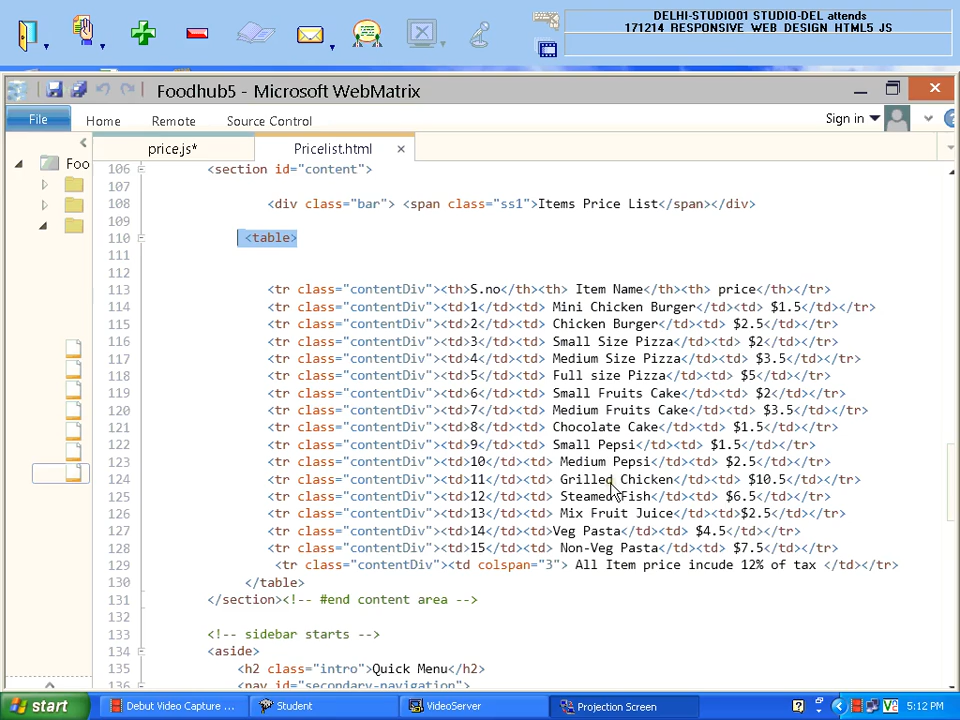 DELHI-STUDIO01 STUDIO-DEL attends
171214_RESPONSIVE_WEB_DESIGN_HTML5_JS
Foodhub5 - Microsoft WebMatrix
File Home Remote Source Control Sign in
price.js* Pricelist.html
Foo
106 <section id="content">
107
108 <div class="bar"> <span class="ss1">Items Price List</span></div>
109
110 <table>
111
112
113 <tr class="contentDiv"><th>S.no</th><th> Item Name</th><th> price</th></tr>
114 <tr class="contentDiv"><td>1</td><td> Mini Chicken Burger</td><td> $1.5</td></tr>
115 <tr class="contentDiv"><td>2</td><td> Chicken Burger</td><td> $2.5</td></tr>
116 <tr class="contentDiv"><td>3</td><td> Small Size Pizza</td><td> $2</td></tr>
117 <tr class="contentDiv"><td>4</td><td> Medium Size Pizza</td><td> $3.5</td></tr>
118 <tr class="contentDiv"><td>5</td><td> Full size Pizza</td><td> $5</td></tr>
119 <tr class="contentDiv"><td>6</td><td> Small Fruits Cake</td><td> $2</td></tr>
120 <tr class="contentDiv"><td>7</td><td> Medium Fruits Cake</td><td> $3.5</td></tr>
121 <tr class="contentDiv"><td>8</td><td> Chocolate Cake</td><td> $1.5</td></tr>
122 <tr class="contentDiv"><td>9</td><td> Small Pepsi</td><td> $1.5</td></tr>
123 <tr class="contentDiv"><td>10</td><td> Medium Pepsi</td><td> $2.5</td></tr>
124 <tr class="contentDiv"><td>11</td><td> Grilled Chicken</td><td> $10.5</td></tr>
125 <tr class="contentDiv"><td>12</td><td> Steamed Fish</td><td> $6.5</td></tr>
126 <tr class="contentDiv"><td>13</td><td> Mix Fruit Juice</td><td>$2.5</td></tr>
127 <tr class="contentDiv"><td>14</td><td>Veg Pasta</td><td> $4.5</td></tr>
128 <tr class="contentDiv"><td>15</td><td> Non-Veg Pasta</td><td> $7.5</td></tr>
129 <tr class="contentDiv"><td colspan="3"> All Item price incude 12% of tax </td></tr>
130 </table>
131 </section><!-- #end content area -->
132
133 <!-- sidebar starts -->
134 <aside>
135 <h2 class="intro">Quick Menu</h2>
136 <nav id="secondary-navigation">
start Debut Video Capture ... Student VideoServer Projection Screen 5:12 PM